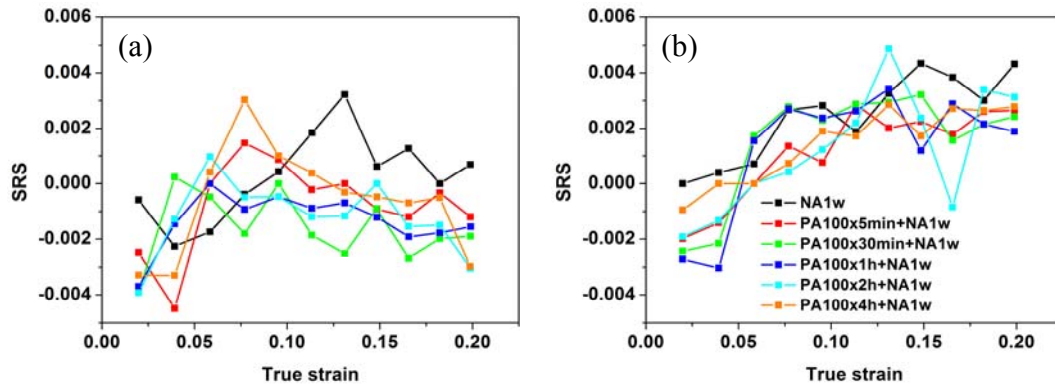 (a)
SRS
0.006
0.004
0.002
0.000
-0.002
-0.004
0.00
0.05
0.10
0.15
0.20
True strain
(b)
SRS
0.006
0.004
0.002
0.000
-0.002
-0.004
NA1w
PA100x5min+NA1w
PA100x30min+NA1w
PA100x1h+NA1w
PA100x2h+NA1w
PA100x4h+NA1w
0.00
0.05
0.10
0.15
0.20
True strain